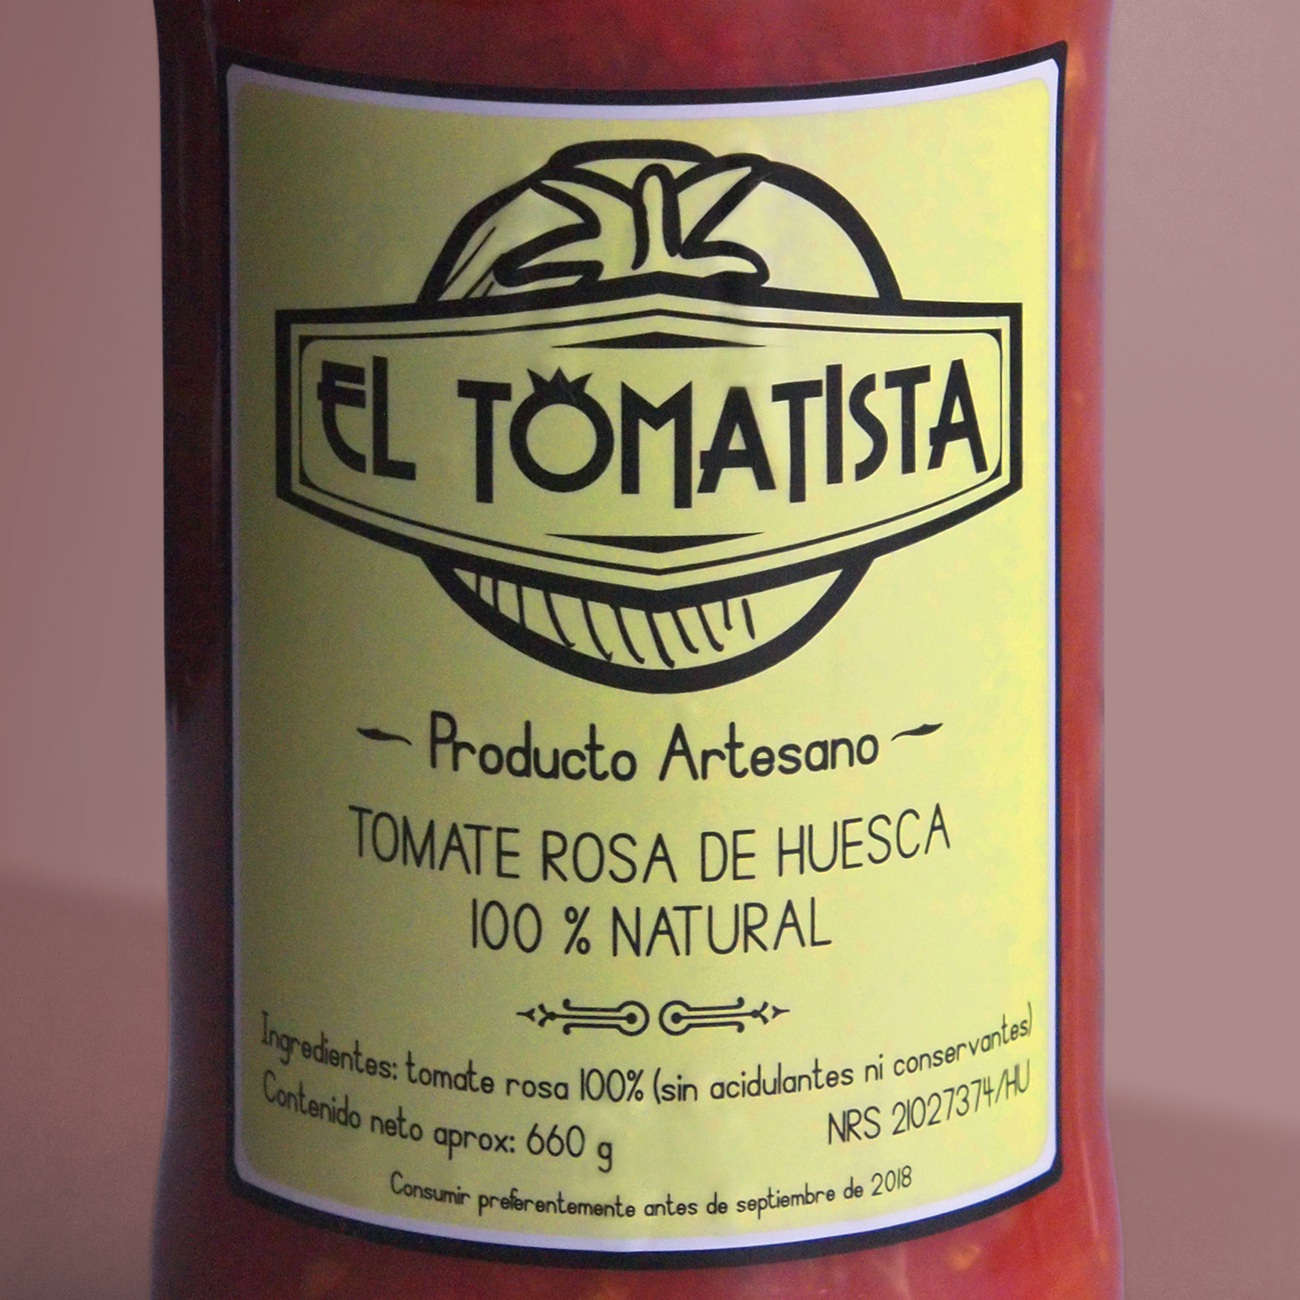 EL TOMATISTA
Producto Artesano
TOMATE ROSA DE HUESCA
100 % NATURAL
Ingredientes: tomate rosa 100% (sin acidulantes ni conservantes)
Contenido neto aprox: 660 g
NRS 21027374/HU
Consumir preferentemente antes de septiembre de 2018